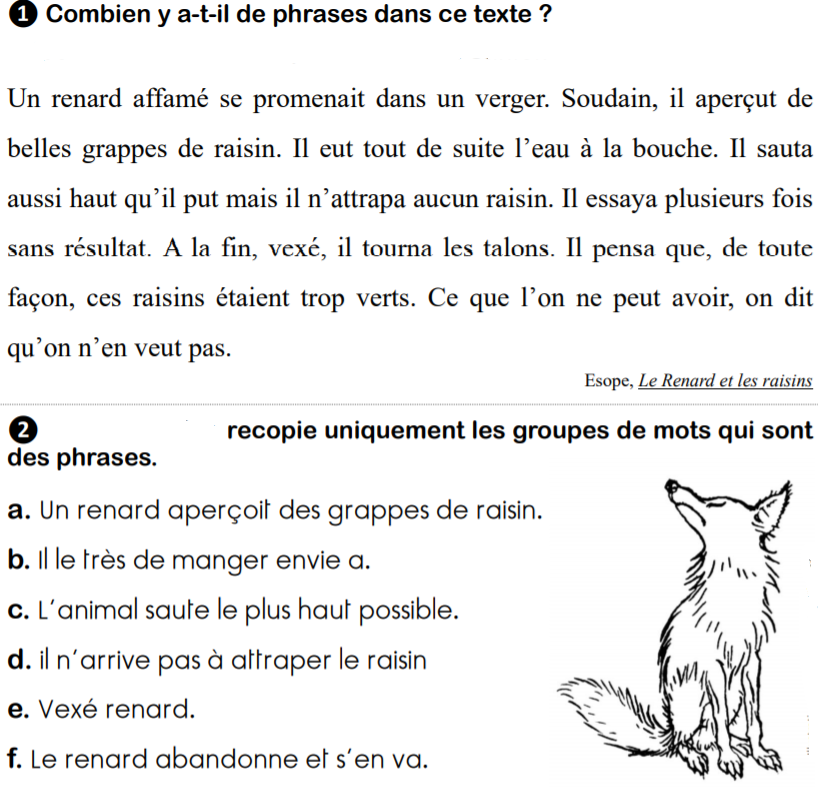 1 Combien y a-t-il de phrases dans ce texte ?
Un renard affamé se promenait dans un verger. Soudain, il aperçut de
belles grappes de raisin. Il eut tout de suite l’eau à la bouche. Il sauta
aussi haut qu’il put mais il n’attrapa aucun raisin. Il essaya plusieurs fois
sans résultat. A la fin, vexé, il tourna les talons. Il pensa que, de toute
façon, ces raisins étaient trop verts. Ce que l’on ne peut avoir, on dit
qu’on n’en veut pas.
Esope, Le Renard et les raisins
2 recopie uniquement les groupes de mots qui sont
des phrases.
a. Un renard aperçoit des grappes de raisin.
b. Il le très de manger envie a.
c. L’animal saute le plus haut possible.
d. il n’arrive pas à attraper le raisin
e. Vexé renard.
f. Le renard abandonne et s’en va.